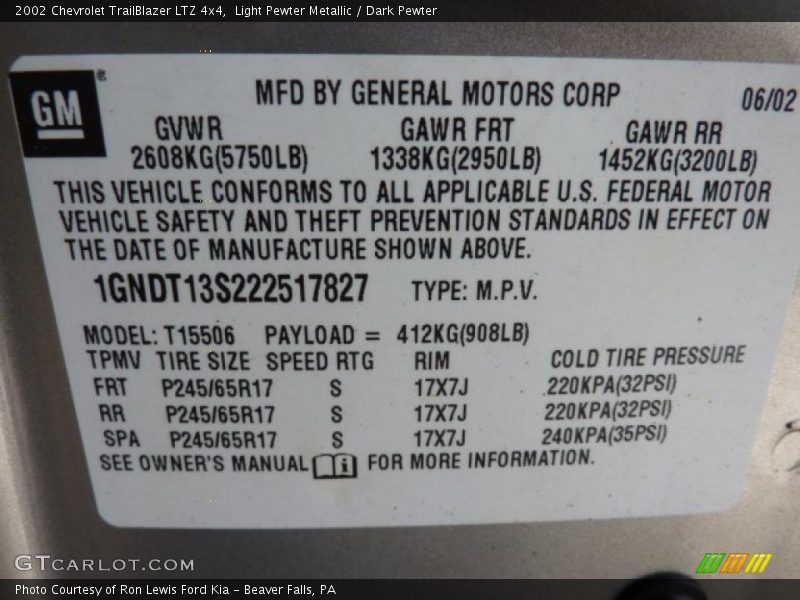 2002 Chevrolet TrailBlazer LTZ 4x4, Light Pewter Metallic / Dark Pewter
GM®
MFD BY GENERAL MOTORS CORP 06/02
GVWR GAWR FRT GAWR RR
2608KG(5750LB) 1338KG(2950LB) 1452KG(3200LB)
THIS VEHICLE CONFORMS TO ALL APPLICABLE U.S. FEDERAL MOTOR
VEHICLE SAFETY AND THEFT PREVENTION STANDARDS IN EFFECT ON
THE DATE OF MANUFACTURE SHOWN ABOVE.
1GNDT13S222517827 TYPE: M.P.V.
MODEL: T15506 PAYLOAD = 412KG(908LB)
TPMV TIRE SIZE SPEED RTG RIM COLD TIRE PRESSURE
FRT P245/65R17 S 17X7J 220KPA(32PSI)
RR P245/65R17 S 17X7J 220KPA(32PSI)
SPA P245/65R17 S 17X7J 240KPA(35PSI)
SEE OWNER'S MANUAL i FOR MORE INFORMATION.
GTCARLOT.COM
Photo Courtesy of Ron Lewis Ford Kia - Beaver Falls, PA